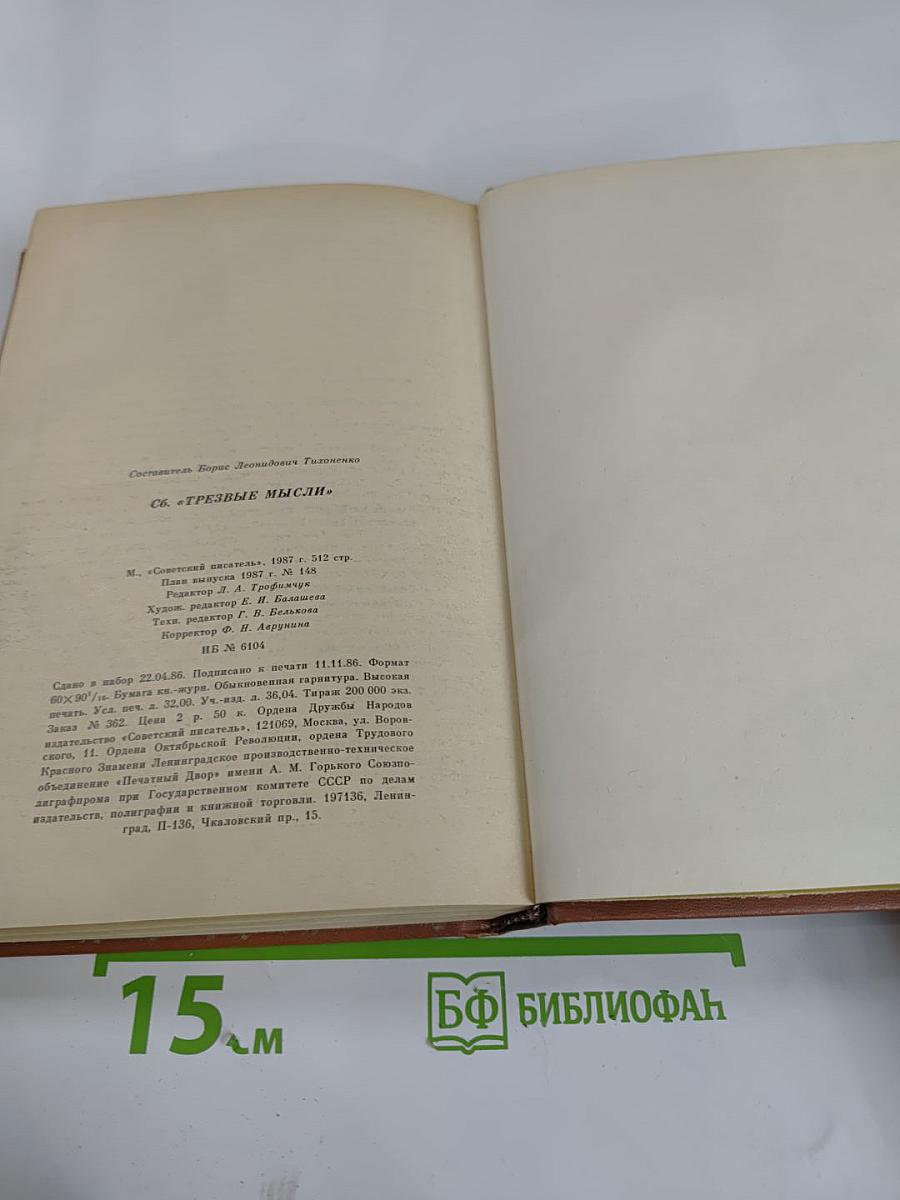 Составитель Борис Леонидович Тихоненко
Сб. «ТРЕЗВЫЕ МЫСЛИ»
М., «Советский писатель», 1987 г. 512 стр.
План выпуска 1987 г. № 148
Редактор Л. А. Трофимчук
Худож. редактор Е. И. Балашева
Техн. редактор Г. В. Белькова
Корректор Ф. Н. Аврунина
ИБ № 6104
Сдано в набор 22.04.86. Подписано к печати 11.11.86. Формат
60×90¹/₁₆. Бумага кн.-журн. Обыкновенная гарнитура. Высокая
печать. Усл. печ. л. 32,00. Уч.-изд. л. 36,04. Тираж 200 000 экз.
Заказ № 362. Цена 2 р. 50 к. Ордена Дружбы Народов
издательство «Советский писатель», 121069, Москва, ул. Воров-
ского, 11. Ордена Октябрьской Революции, ордена Трудового
Красного Знамени Ленинградское производственно-техническое
объединение «Печатный Двор» имени А. М. Горького Союзпо-
лиграфпрома при Государственном комитете СССР по делам
издательств, полиграфии и книжной торговли. 197136, Ленин-
град, П-136, Чкаловский пр., 15.
15 см
БФ БИБЛИОФАН